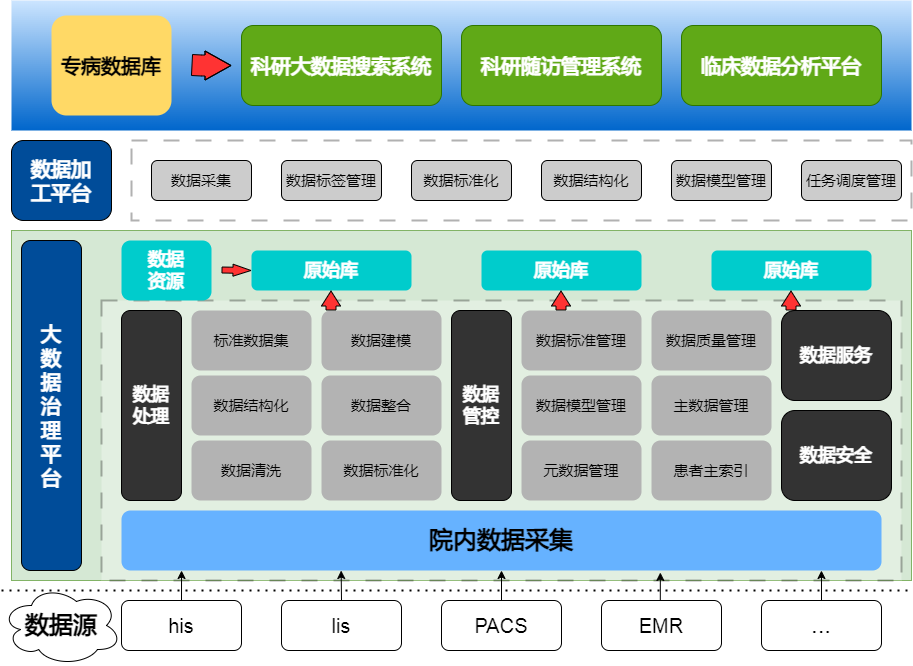 专病数据库
科研大数据搜索系统
科研随访管理系统
临床数据分析平台
数据加
工平台
数据采集
数据标签管理
数据标准化
数据结构化
数据模型管理
任务调度管理
大
数
据
治
理
平
台
数据
资源
原始库
原始库
原始库
数据
处理
标准数据集
数据建模
数据结构化
数据整合
数据清洗
数据标准化
数据
管控
数据标准管理
数据质量管理
数据模型管理
主数据管理
元数据管理
患者主索引
数据服务
数据安全
院内数据采集
数据源
his
lis
PACS
EMR
...